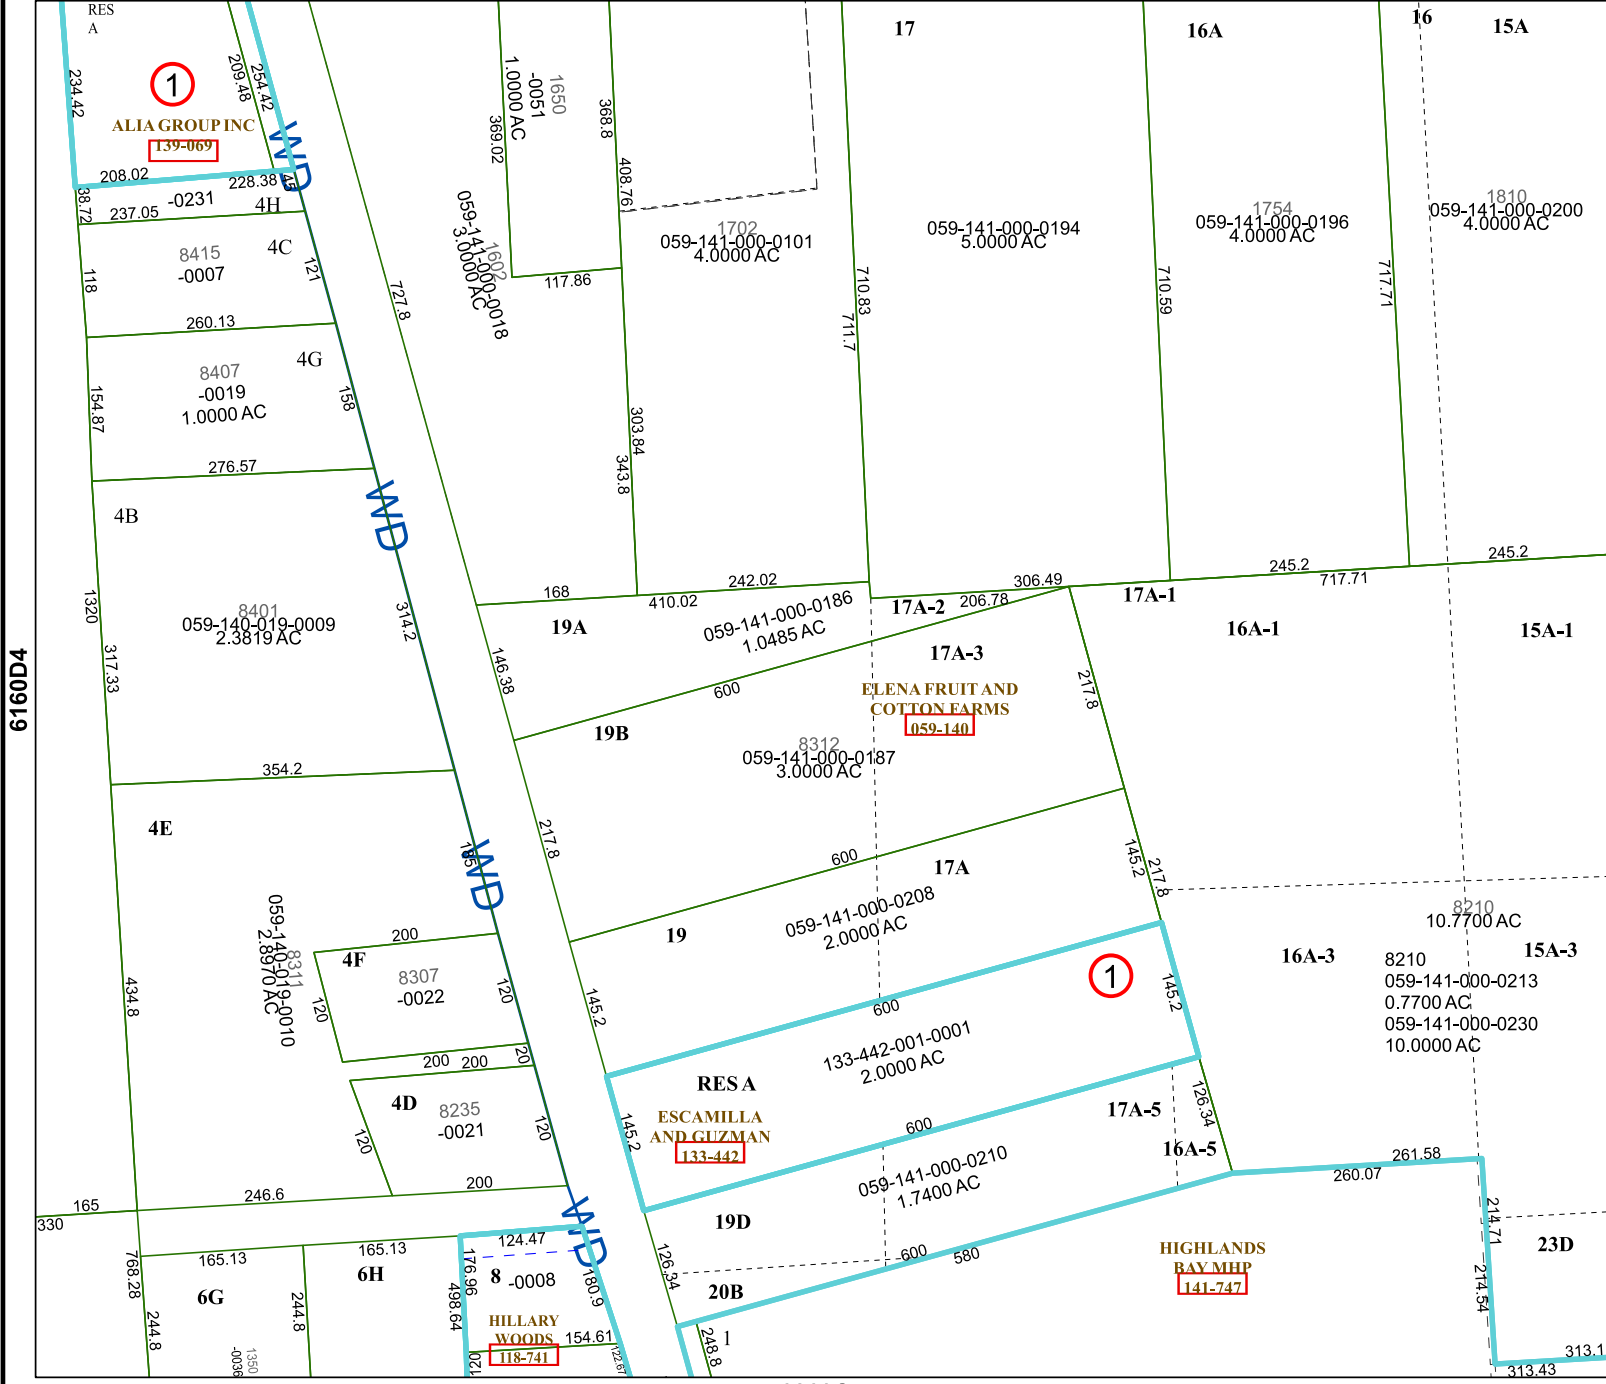 RES
A
17
16A
16
15A
234.42
209.48
254.42
1
ALIA GROUP INC
139-069
WD
208.02
228.38
45
38.72
-0231
237.05
4H
4C
8415
-0007
118
121
260.13
4G
8407
-0019
1.0000 AC
154.87
158
276.57
727.8
1650
-0051
1.0000 AC
369.02
368.8
408.76
1602
059-141-000-0018
3.0000 AC
117.86
1702
059-141-000-0101
4.0000 AC
059-141-000-0194
5.0000 AC
1754
059-141-000-0196
4.0000 AC
1810
059-141-000-0200
4.0000 AC
710.83
711.7
710.59
717.71
303.84
343.8
4B
WD
1320
8401
059-140-019-0009
2.3819 AC
314.2
317.33
354.2
6160D4
168
242.02
410.02
19A
059-141-000-0186
1.0485 AC
146.38
600
17A-2
306.49
206.78
17A-1
245.2
717.71
245.2
16A-1
15A-1
17A-3
ELENA FRUIT AND
COTTON FARMS
059-140
217.8
19B
8312
059-141-000-0187
3.0000 AC
4E
185
WD
217.8
600
17A
145.2
217.8
059-141-000-0208
2.0000 AC
19
8210
10.7700 AC
16A-3
15A-3
8210
059-141-000-0213
0.7700 AC
059-141-000-0230
10.0000 AC
059-140-019-0010
8311
2.8970 AC
200
4F
8307
-0022
120
120
434.8
200
200
20
145.2
600
1
145.2
133-442-001-0001
2.0000 AC
RES A
ESCAMILLA
AND GUZMAN
133-442
145.2
600
4D
8235
-0021
120
120
17A-5
126.34
16A-5
059-141-000-0210
1.7400 AC
261.58
260.07
165
246.6
200
330
19D
WD
124.47
165.13
165.13
6H
6G
768.28
244.8
244.8
1350
-0036
176.96
498.64
8
-0008
180.9
HILLARY
WOODS
118-741
154.61
120
122.67
126.34
600
580
20B
248.8
1
HIGHLANDS
BAY MHP
141-747
214.71
214.54
23D
313.1
313.43